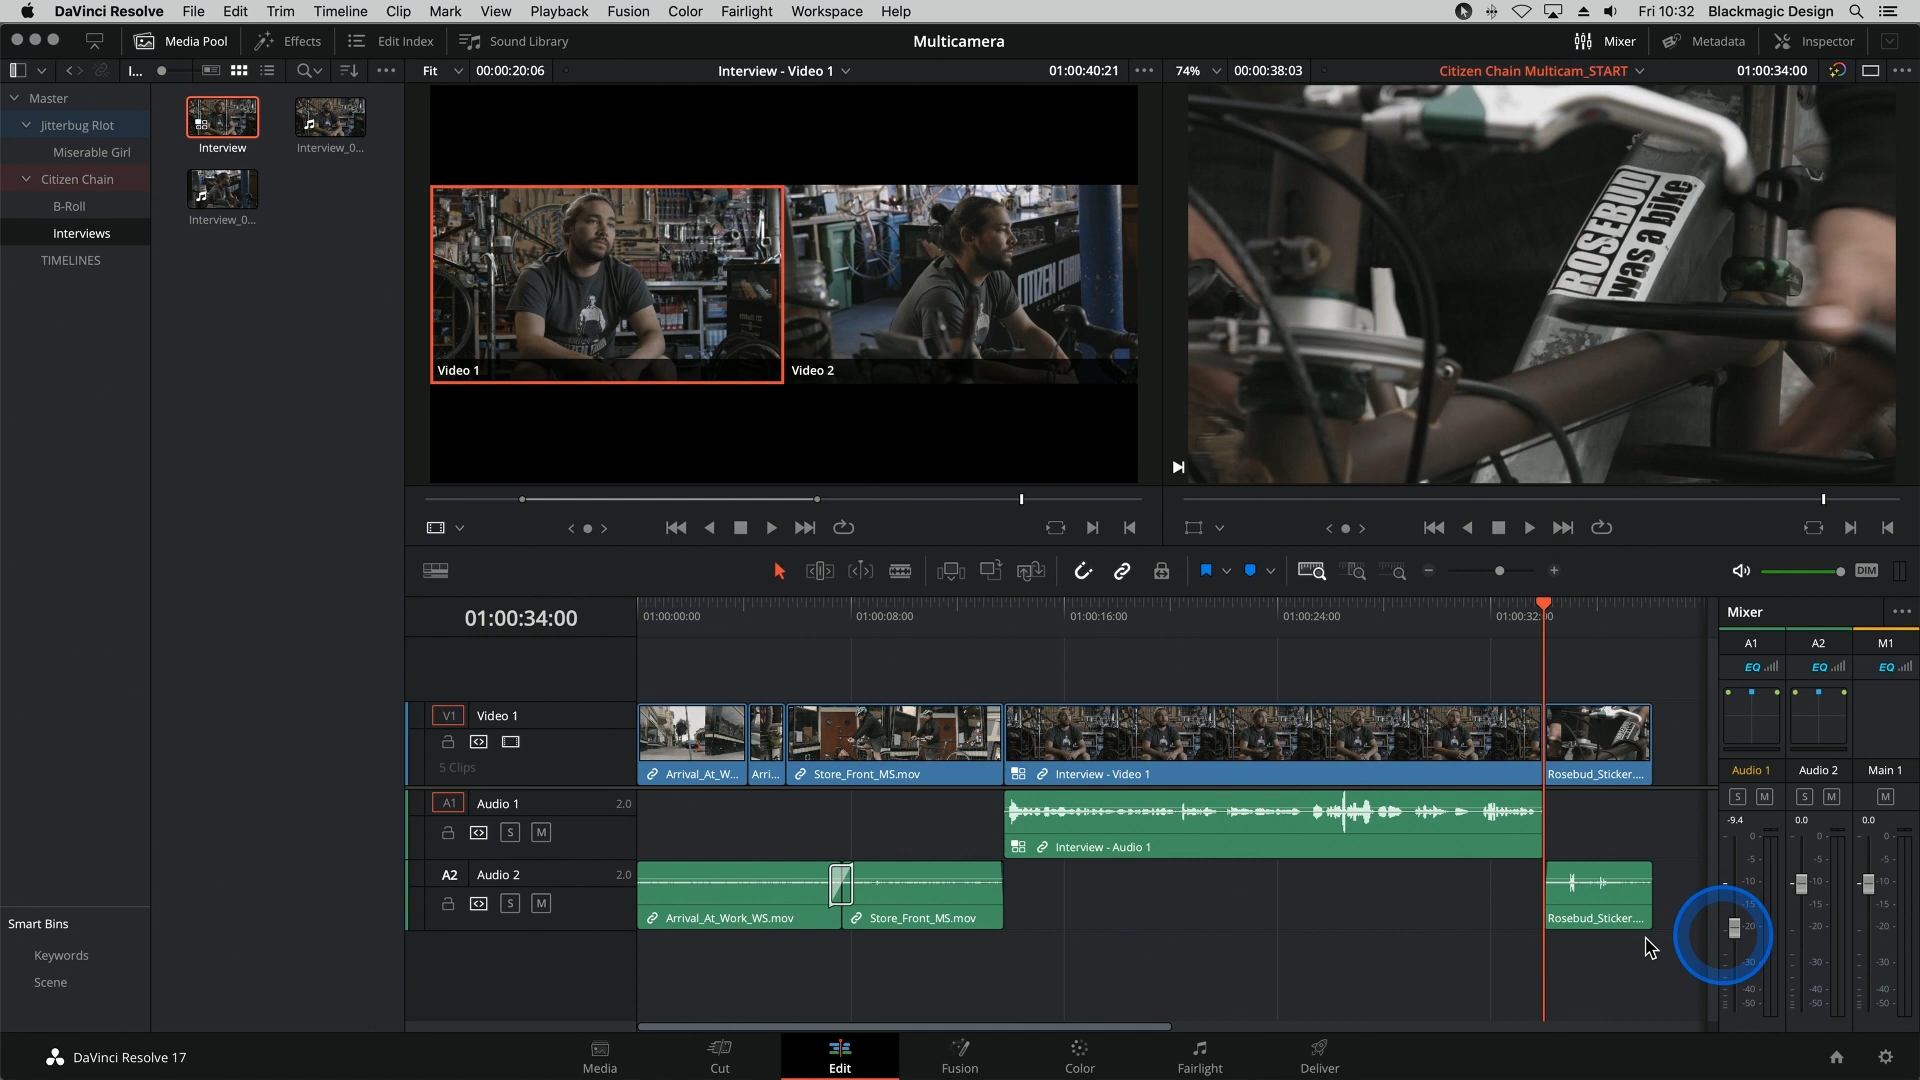 DaVinci Resolve File Edit Trim Timeline Clip Mark View Playback Fusion Color Fairlight Workspace Help Fri 10:32 Blackmagic Design
Media Pool Effects Edit Index Sound Library Multicamera Mixer Metadata Inspector
I... Fit 00:00:20:06 Interview - Video 1 01:00:40:21 74% 00:00:38:03 Citizen Chain Multicam_START 01:00:34:00
Master
Jitterbug RIot
Miserable Girl
Citizen Chain
B-Roll
Interviews
TIMELINES
Interview
Interview_0...
Interview_0...
Video 1
Video 2
CITIZEN CHAIN
ROSEBUD
was a bike
DIM
01:00:34:00
01:00:00:00 01:00:08:00 01:00:16:00 01:00:24:00 01:00:32:00
V1 Video 1
5 Clips
Arrival_At_W... Arri... Store_Front_MS.mov Interview - Video 1 Rosebud_Sticker....
A1 Audio 1 2.0
S M
Interview - Audio 1
A2 Audio 2 2.0
S M
Arrival_At_Work_WS.mov Store_Front_MS.mov Rosebud_Sticker....
Mixer
A1 A2 M1
EQ EQ EQ
Audio 1 Audio 2 Main 1
S M S M M
-9.4 0.0 0.0
0 0 0
-5 -5 -5
-10 -10 -10
-15 -15 -15
-20 -20 -20
-30 -30 -30
-40 -40 -40
-50 -50 -50
Smart Bins
Keywords
Scene
DaVinci Resolve 17
Media Cut Edit Fusion Color Fairlight Deliver